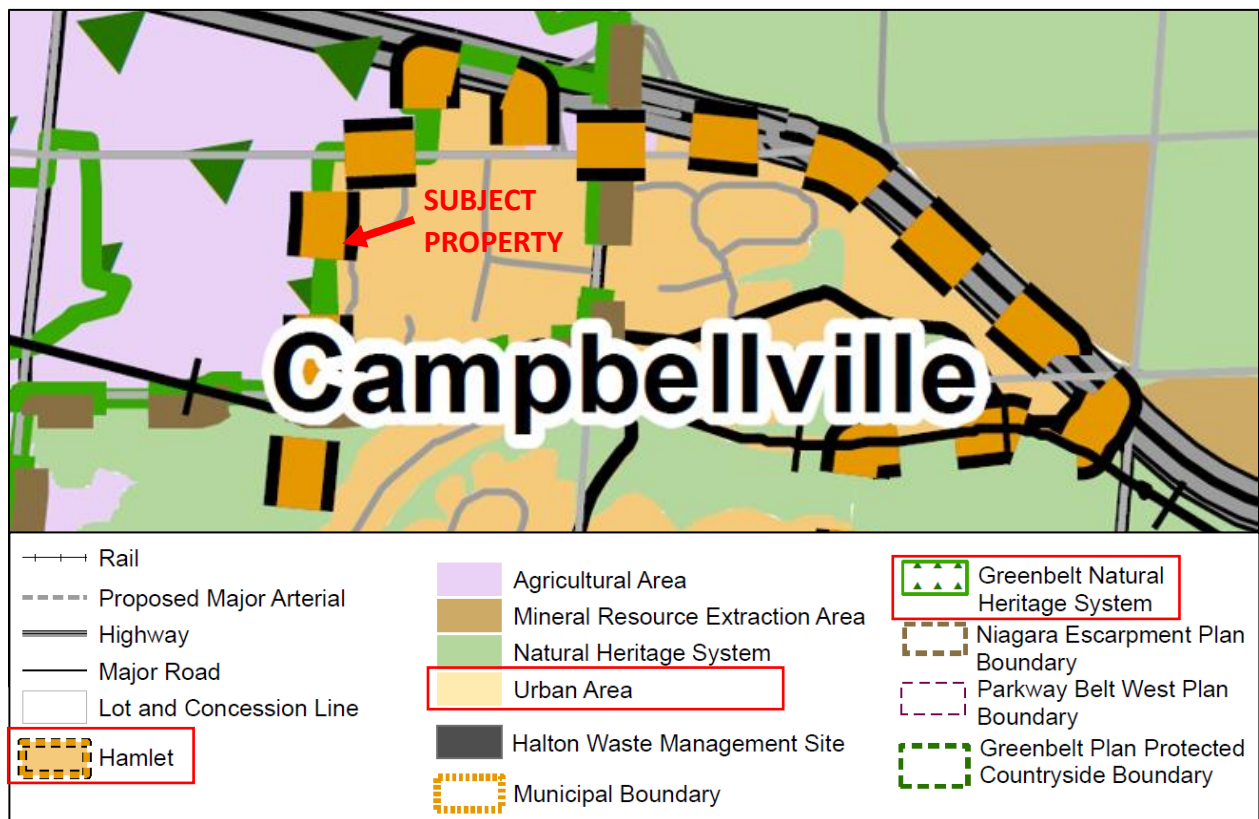 SUBJECT
PROPERTY
Campbellville
Rail
Proposed Major Arterial
Highway
Major Road
Lot and Concession Line
Hamlet
Agricultural Area
Mineral Resource Extraction Area
Natural Heritage System
Urban Area
Halton Waste Management Site
Municipal Boundary
Greenbelt Natural
Heritage System
Niagara Escarpment Plan
Boundary
Parkway Belt West Plan
Boundary
Greenbelt Plan Protected
Countryside Boundary